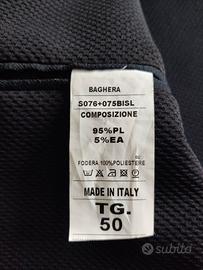 BAGHERA
S076+075BISL
COMPOSIZIONE
95%PL
5%EA
FODERA 100%POLIESTERE
MADE IN ITALY
TG.
50
subito